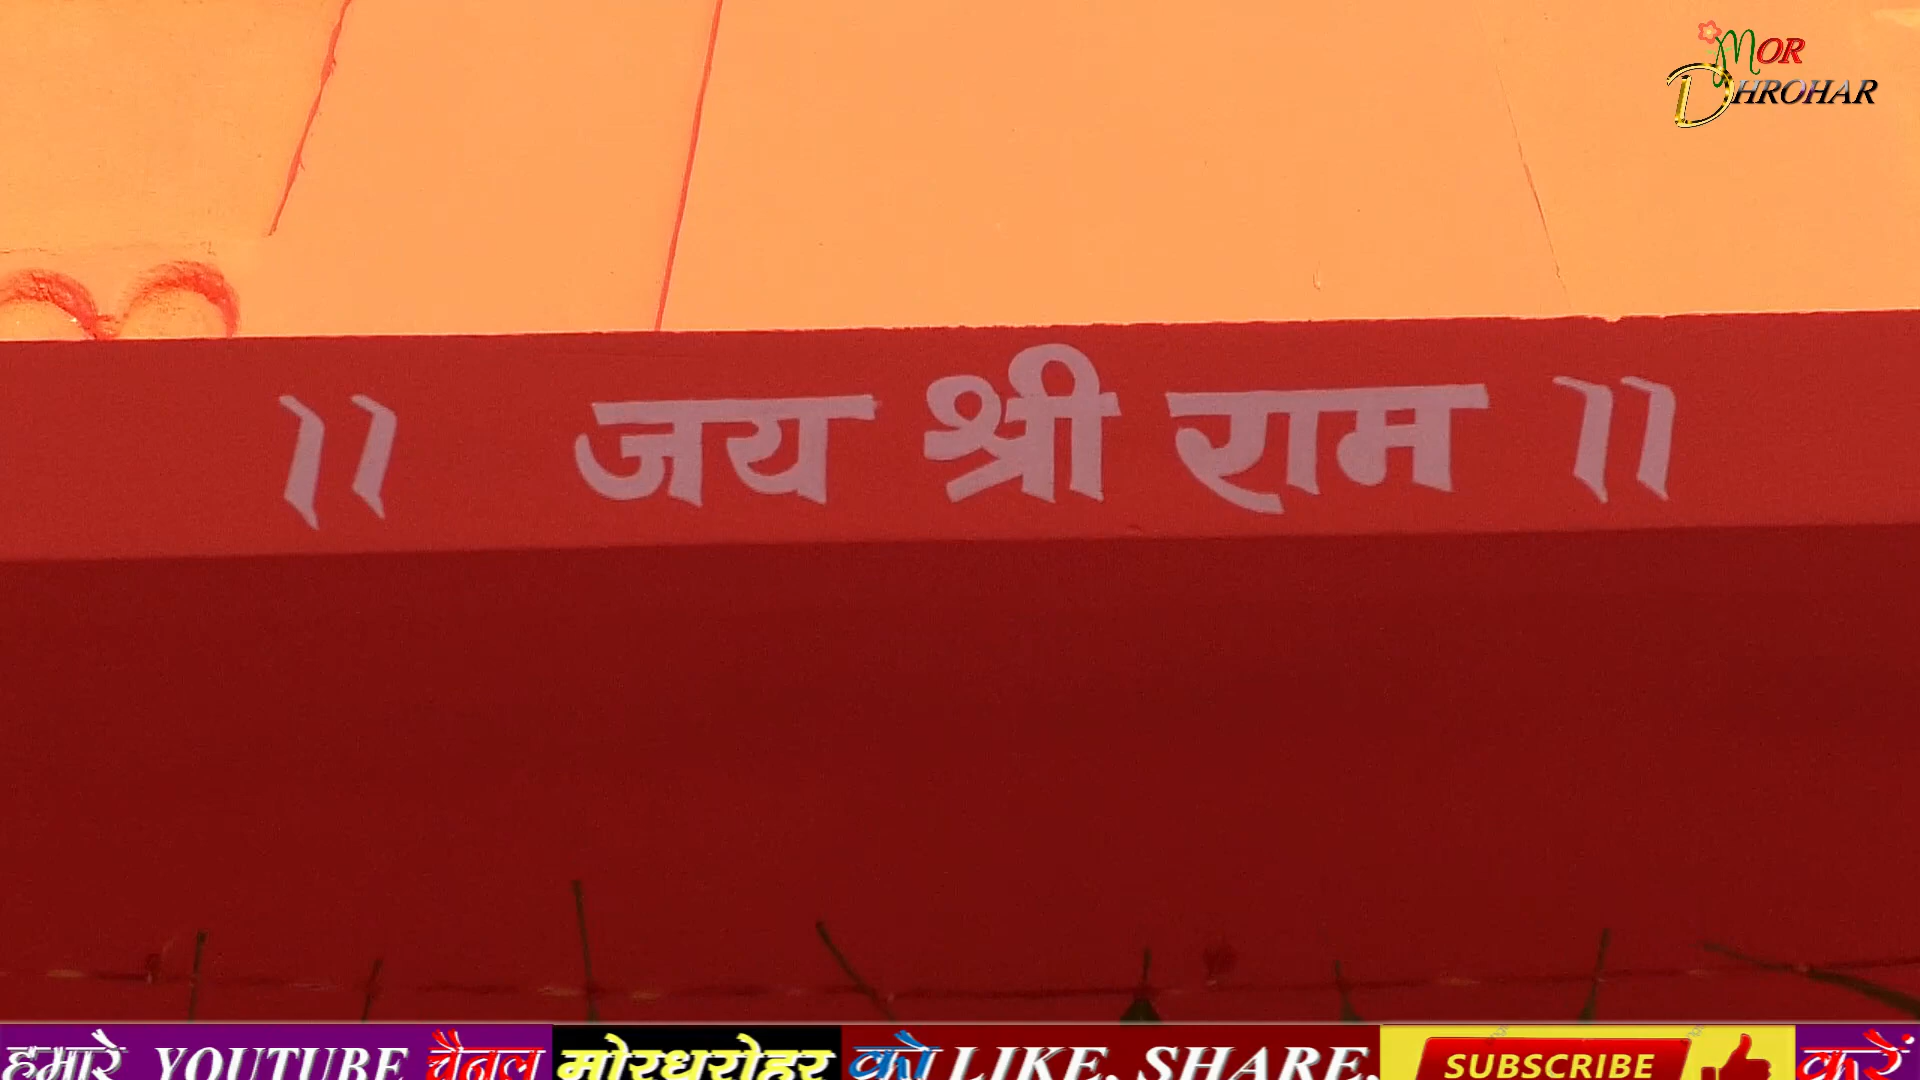 MOR
DHROHAR
।। जय श्री राम ।।
हमारे YOUTUBE चैनल मोरधरोहर को LIKE, SHARE, SUBSCRIBE करें